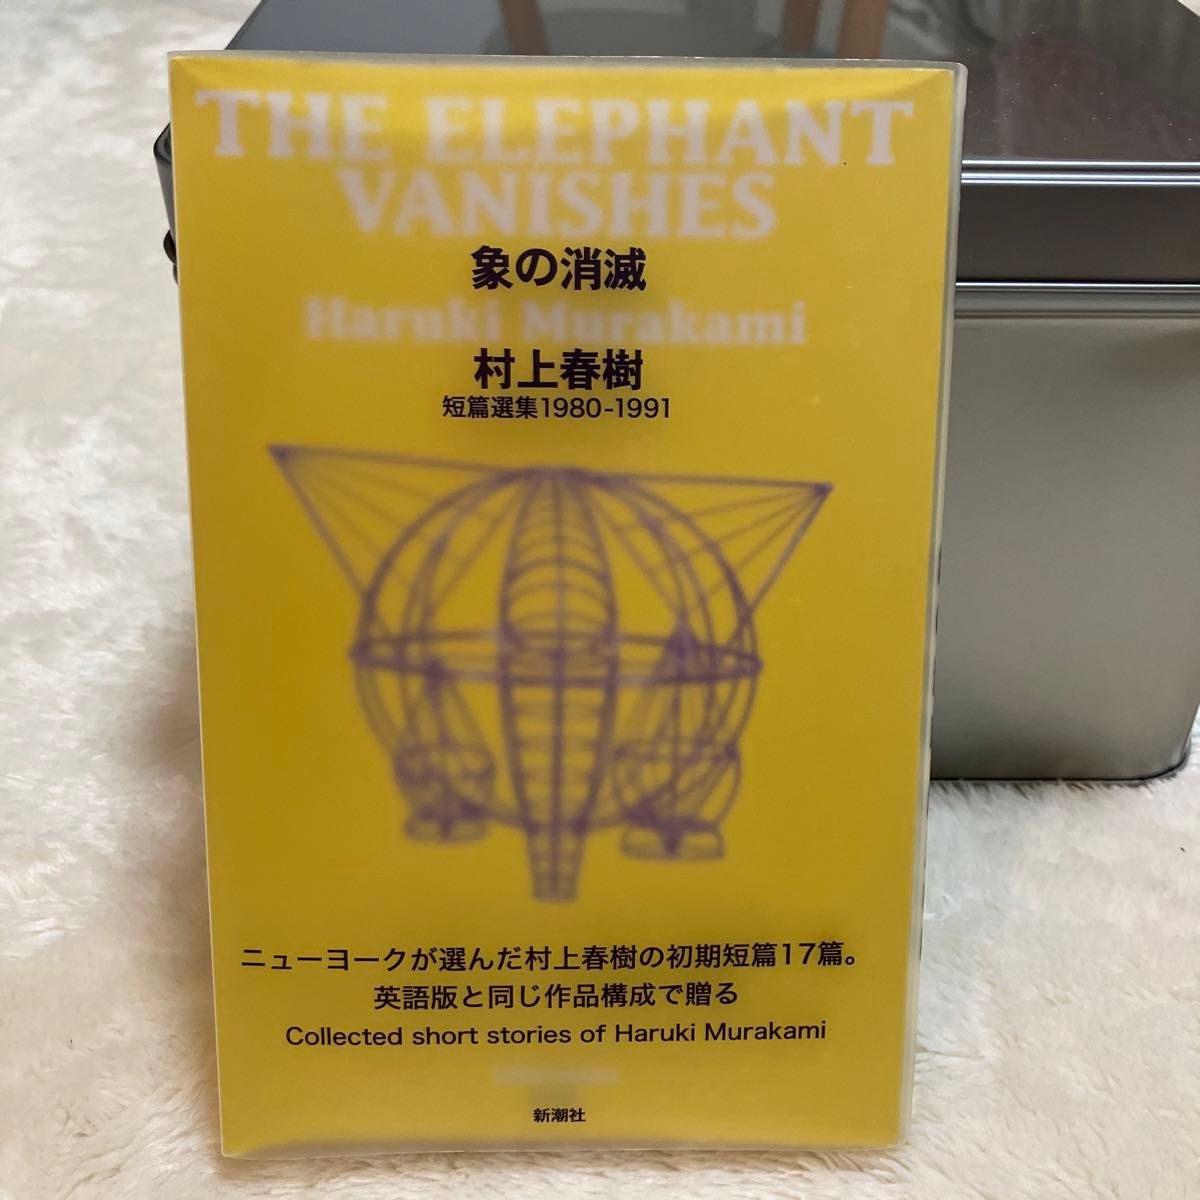 THE ELEPHANT
VANISHES
象の消滅
Haruki Murakami
村上春樹
短篇選集1980-1991
ニューヨークが選んだ村上春樹の初期短篇17篇。
英語版と同じ作品構成で贈る
Collected short stories of Haruki Murakami
新潮社